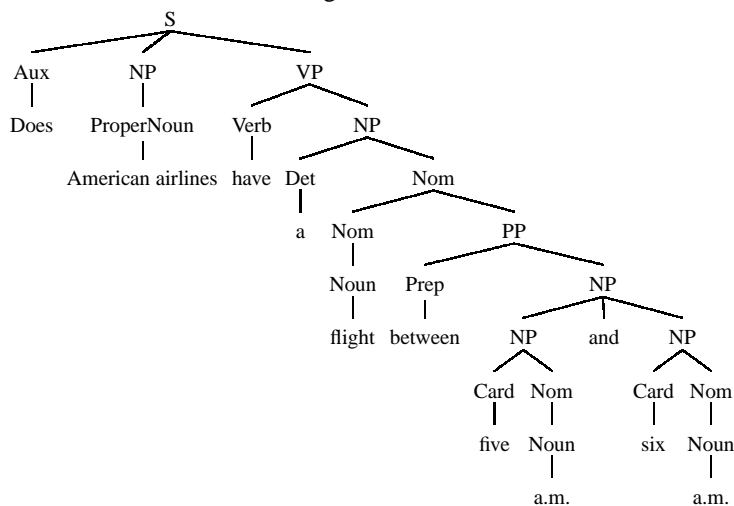 S
Aux NP VP
Does ProperNoun Verb NP
American airlines have Det Nom
a Nom PP
Noun Prep NP
flight between NP and NP
Card Nom Card Nom
five Noun six Noun
a.m. a.m.